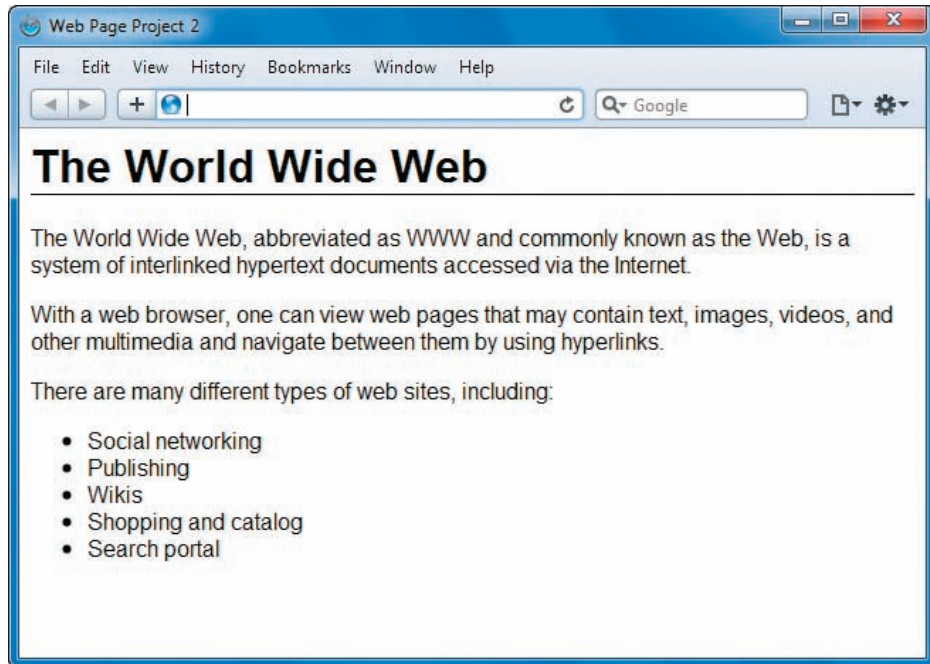 Web Page Project 2
File Edit View History Bookmarks Window Help
Google
The World Wide Web
The World Wide Web, abbreviated as WWW and commonly known as the Web, is a
system of interlinked hypertext documents accessed via the Internet.
With a web browser, one can view web pages that may contain text, images, videos, and
other multimedia and navigate between them by using hyperlinks.
There are many different types of web sites, including:
• Social networking
• Publishing
• Wikis
• Shopping and catalog
• Search portal